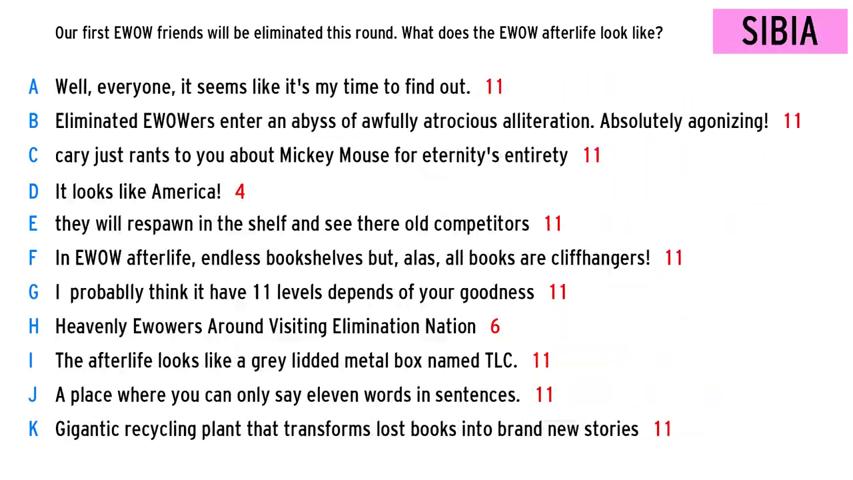 Our first EWOW friends will be eliminated this round. What does the EWOW afterlife look like?
SIBIA
A Well, everyone, it seems like it's my time to find out. 11
B Eliminated EWOWers enter an abyss of awfully atrocious alliteration. Absolutely agonizing! 11
C cary just rants to you about Mickey Mouse for eternity's entirety 11
D It looks like America! 4
E they will respawn in the shelf and see there old competitors 11
F In EWOW afterlife, endless bookshelves but, alas, all books are cliffhangers! 11
G I probablly think it have 11 levels depends of your goodness 11
H Heavenly Ewowers Around Visiting Elimination Nation 6
I The afterlife looks like a grey lidded metal box named TLC. 11
J A place where you can only say eleven words in sentences. 11
K Gigantic recycling plant that transforms lost books into brand new stories 11